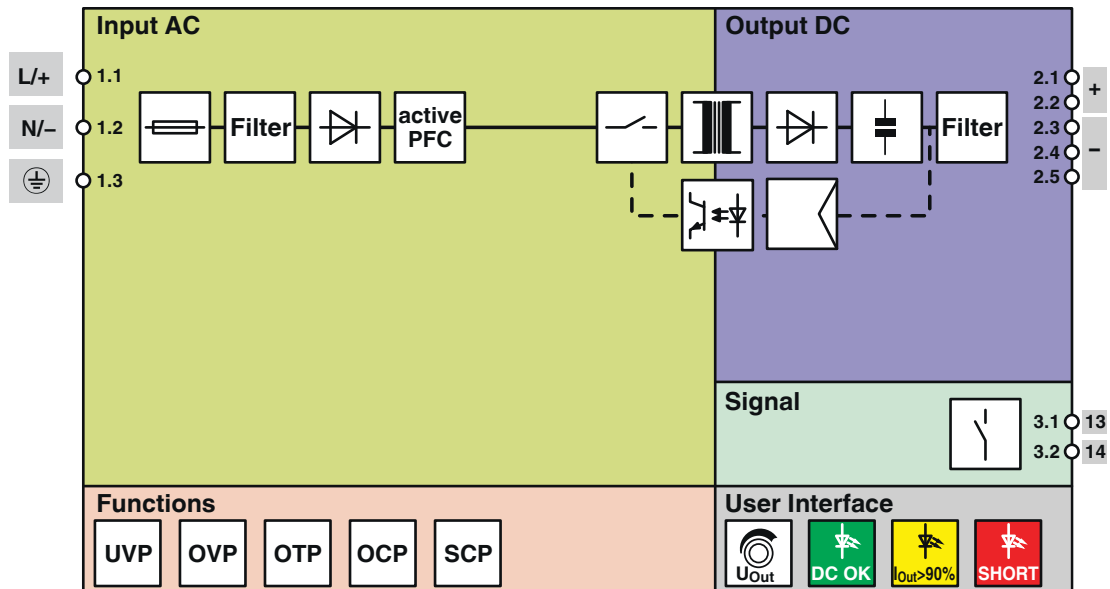 Input AC
Output DC
L/+
1.1
N/–
1.2
1.3
Filter
active
PFC
Filter
2.1
2.2
2.3
2.4
2.5
+
–
Signal
3.1
13
3.2
14
Functions
UVP
OVP
OTP
OCP
SCP
User Interface
UOut
DC OK
IOut>90%
SHORT